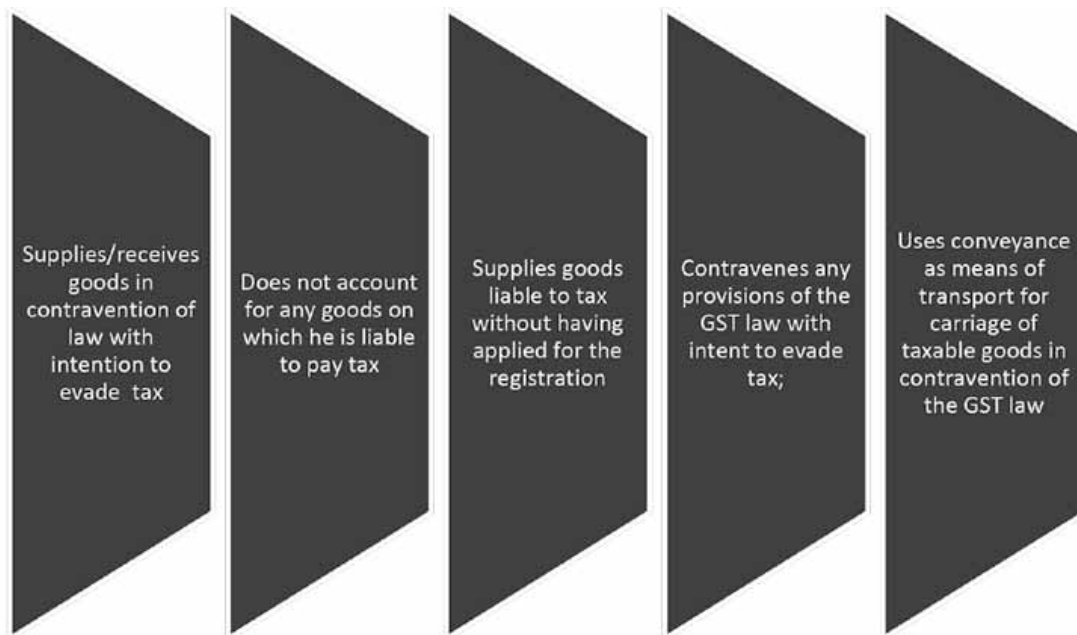 Supplies/receives
goods in
contravention of
law with
intention to
evade tax
Does not account
for any goods on
which he is liable
to pay tax
Supplies goods
liable to tax
without having
applied for the
registration
Contravenes any
provisions of the
GST law with
intent to evade
tax;
Uses conveyance
as means of
transport for
carriage of
taxable goods in
contravention of
the GST law